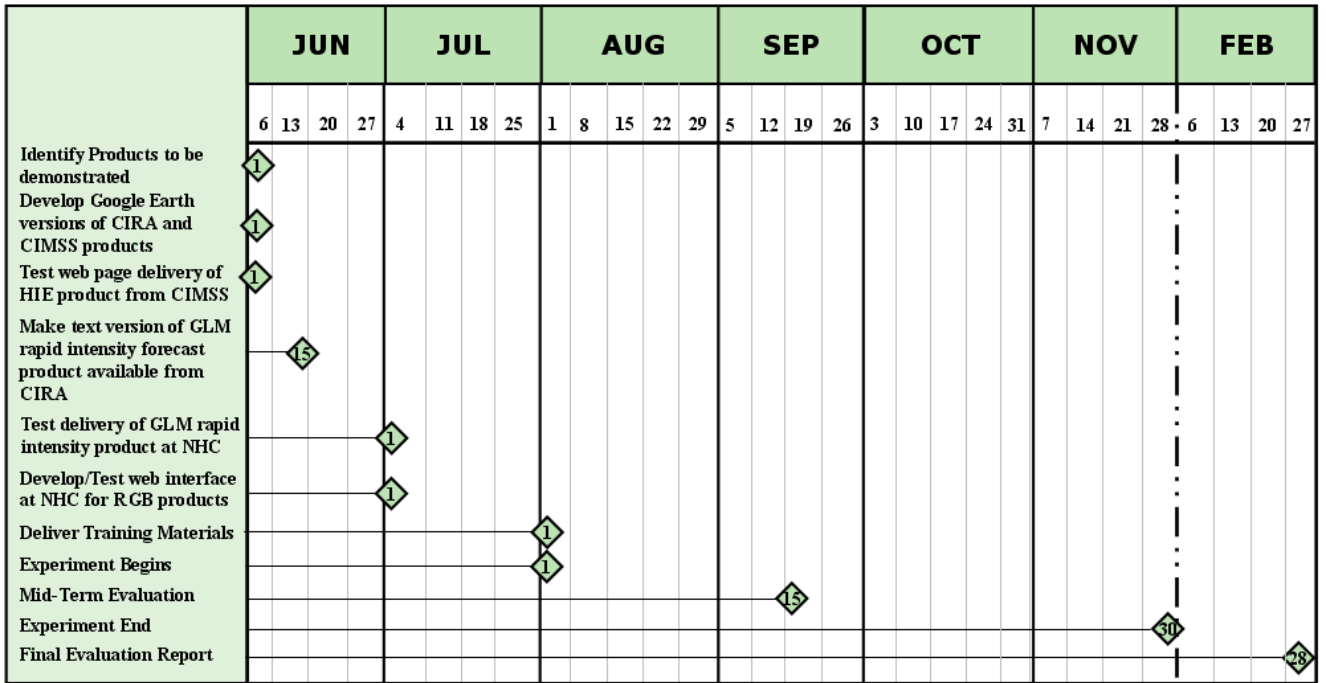 JUN JUL AUG SEP OCT NOV FEB
6 13 20 27 4 11 18 25 1 8 15 22 29 5 12 19 26 3 10 17 24 31 7 14 21 28 6 13 20 27
Identify Products to be
demonstrated
1
Develop Google Earth
versions of CIRA and
CIMSS products
1
Test web page delivery of
HIE product from CIMSS
1
Make text version of GLM
rapid intensity forecast
product available from
CIRA
15
Test delivery of GLM rapid
intensity product at NHC
1
Develop/Test web interface
at NHC for RGB products
1
Deliver Training Materials
1
Experiment Begins
1
Mid-Term Evaluation
15
Experiment End
30
Final Evaluation Report
28